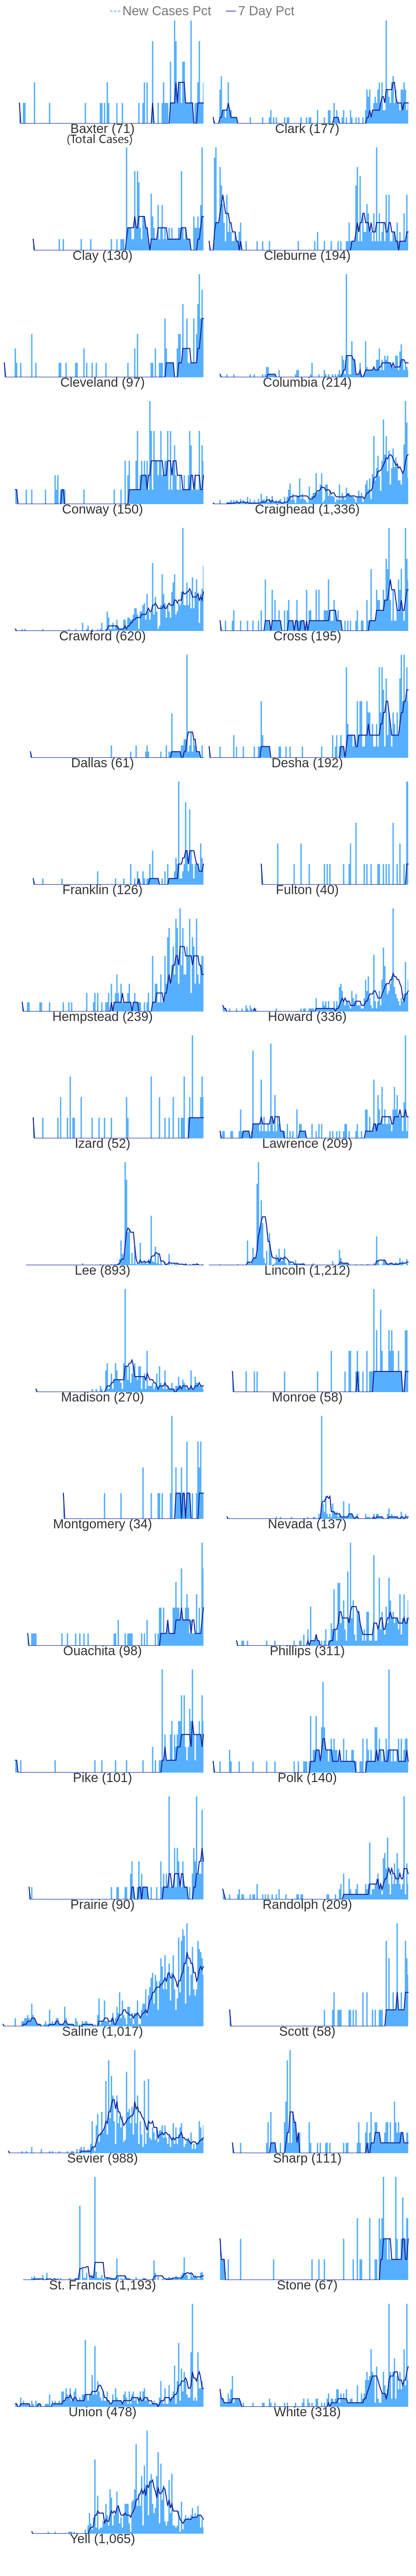 New Cases Pct 7 Day Pct
Baxter (71) Clark (177)
(Total Cases)
Clay (130) Cleburne (194)
Cleveland (97) Columbia (214)
Conway (150) Craighead (1,336)
Crawford (620) Cross (195)
Dallas (61) Desha (192)
Franklin (126) Fulton (40)
Hempstead (239) Howard (336)
Izard (52) Lawrence (209)
Lee (893) Lincoln (1,212)
Madison (270) Monroe (58)
Montgomery (34) Nevada (137)
Ouachita (98) Phillips (311)
Pike (101) Polk (140)
Prairie (90) Randolph (209)
Saline (1,017) Scott (58)
Sevier (988) Sharp (111)
St. Francis (1,193) Stone (67)
Union (478) White (318)
Yell (1,065)